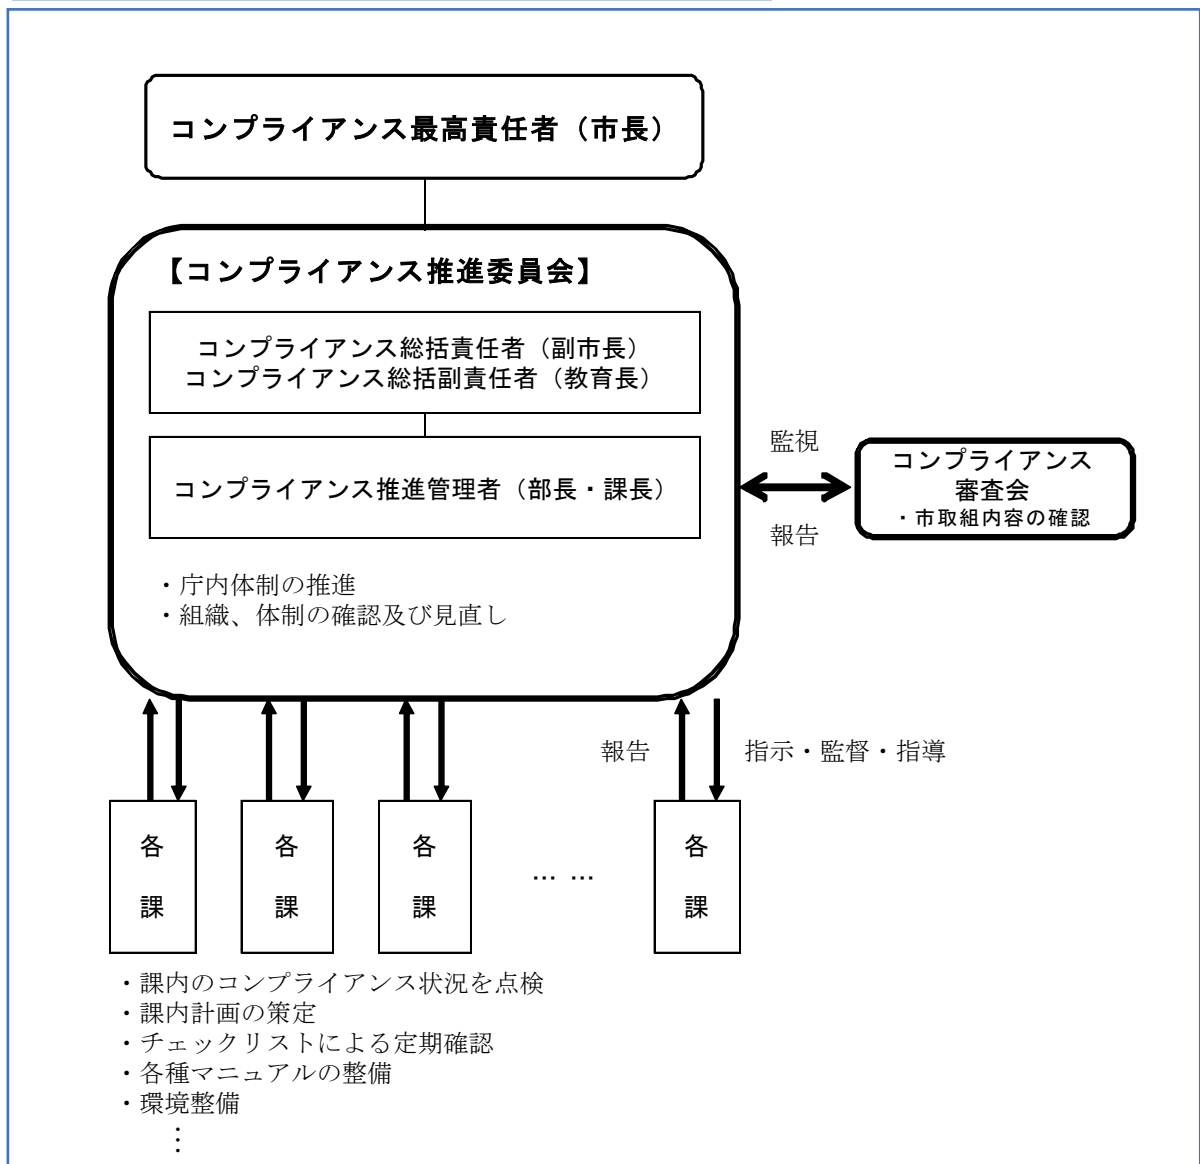 コンプライアンス最高責任者（市長）
【コンプライアンス推進委員会】
コンプライアンス総括責任者（副市長）
コンプライアンス総括副責任者（教育長）
コンプライアンス推進管理者（部長・課長）
・庁内体制の推進
・組織、体制の確認及び見直し
監視
報告
コンプライアンス
審査会
・市取組内容の確認
報告
指示・監督・指導
各課
各課
各課
… …
各課
・課内のコンプライアンス状況を点検
・課内計画の策定
・チェックリストによる定期確認
・各種マニュアルの整備
・環境整備
⋮